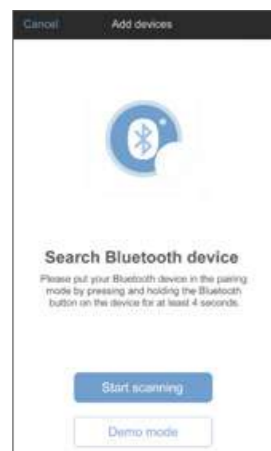 Cancel Add devices
Search Bluetooth device
Please put your Bluetooth device in the pairing
mode by pressing and holding the Bluetooth
button on the device for at least 4 seconds.
Start scanning
Demo mode